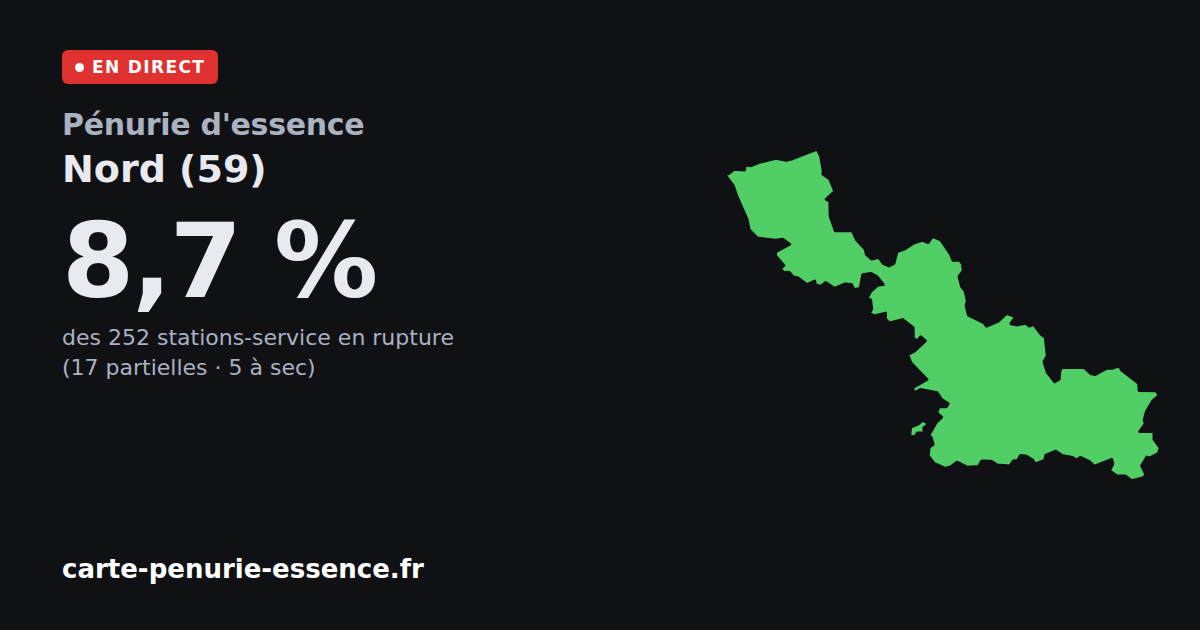 EN DIRECT
Pénurie d'essence
Nord (59)
8,7 %
des 252 stations-service en rupture
(17 partielles · 5 à sec)
carte-penurie-essence.fr